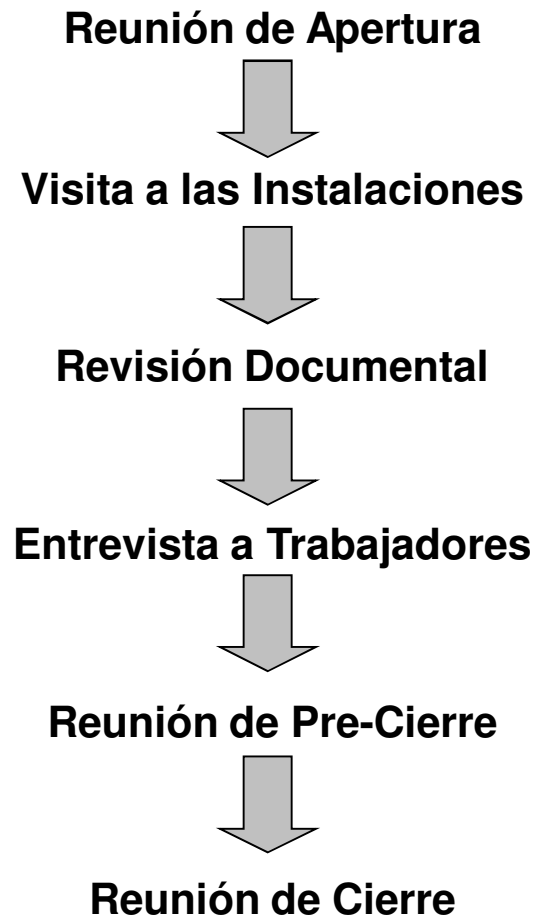 Reunión de Apertura
Visita a las Instalaciones
Revisión Documental
Entrevista a Trabajadores
Reunión de Pre-Cierre
Reunión de Cierre